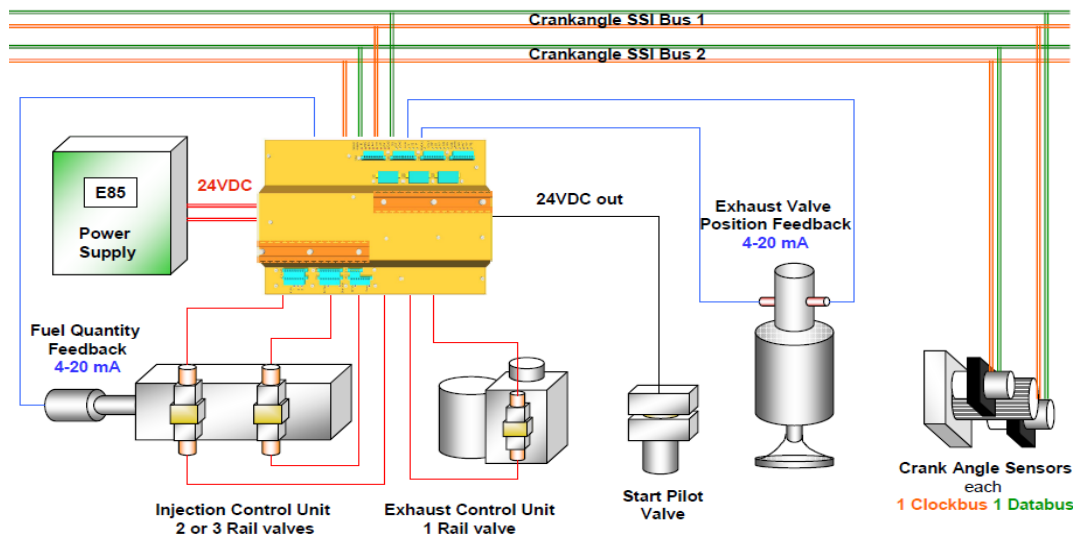 Crankangle SSI Bus 1
Crankangle SSI Bus 2
E85
Power
Supply
24VDC
24VDC out
Exhaust Valve
Position Feedback
4-20 mA
Fuel Quantity
Feedback
4-20 mA
Injection Control Unit
2 or 3 Rail valves
Exhaust Control Unit
1 Rail valve
Start Pilot
Valve
Crank Angle Sensors
each
1 Clockbus 1 Databus